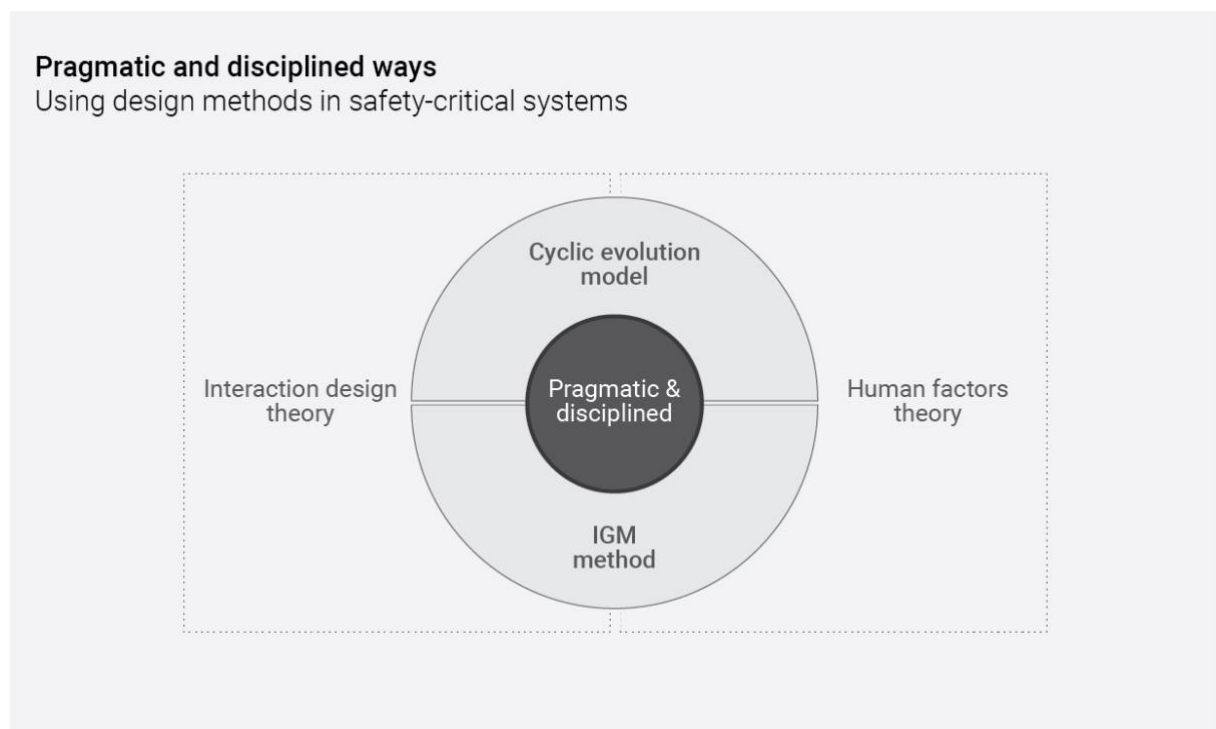 Pragmatic and disciplined ways
Using design methods in safety-critical systems
Cyclic evolution
model
Interaction design
theory
Pragmatic &
disciplined
Human factors
theory
IGM
method